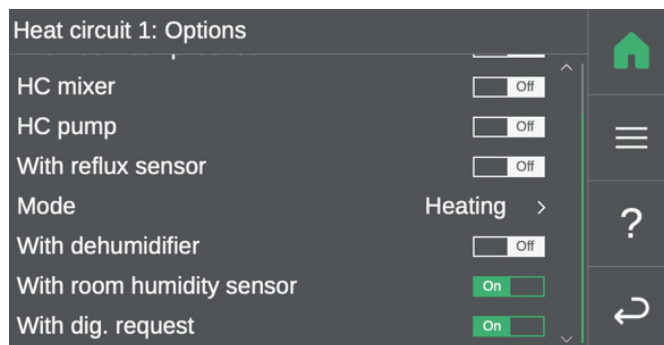 Heat circuit 1: Options
HC mixer Off
HC pump Off
With reflux sensor Off
Mode Heating >
With dehumidifier Off
With room humidity sensor On
With dig. request On
?